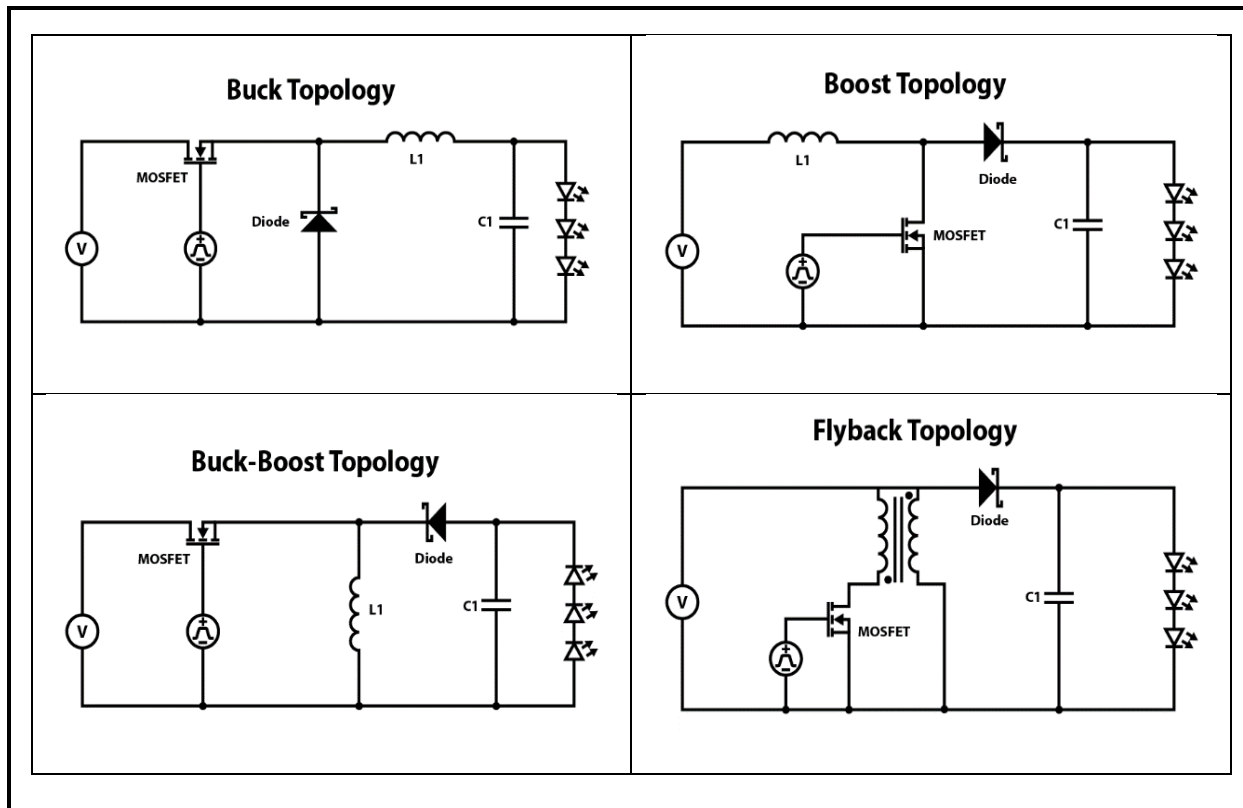 Buck Topology
L1
MOSFET
Diode
C1
V
+
−
Boost Topology
L1
Diode
MOSFET
C1
V
+
−
Buck-Boost Topology
MOSFET
Diode
L1
C1
V
+
−
Flyback Topology
Diode
C1
MOSFET
V
+
−